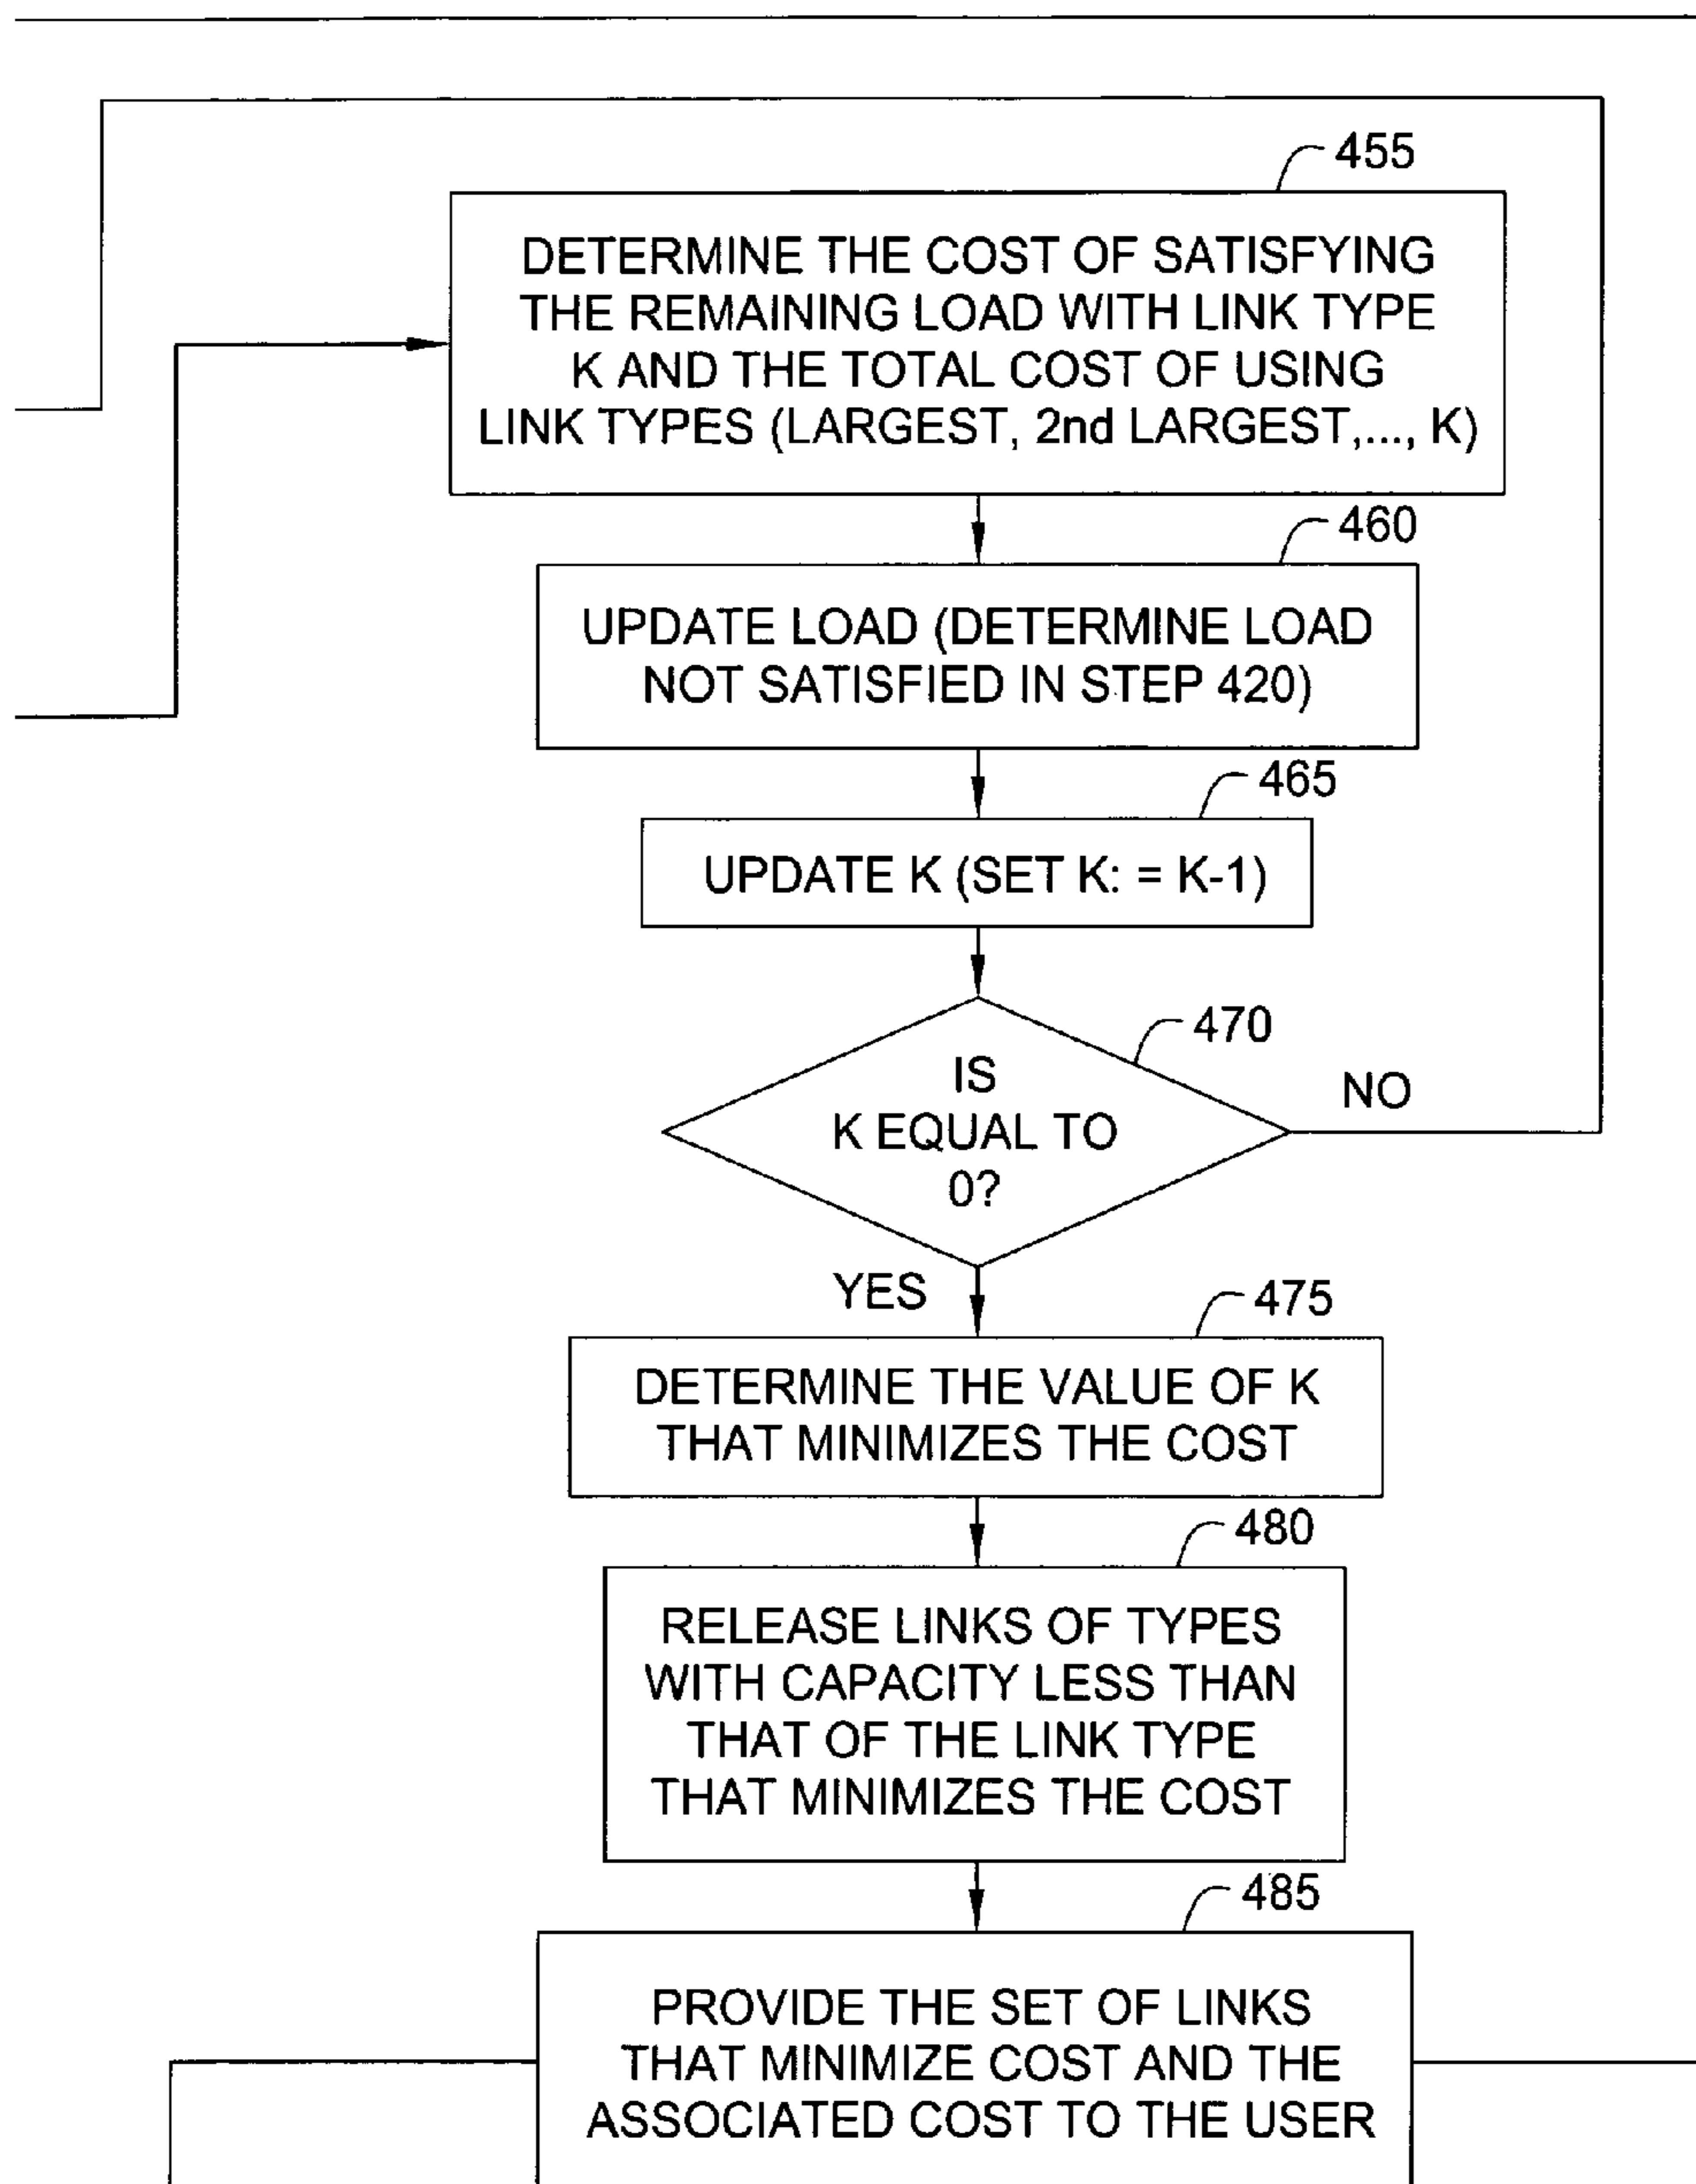 455
DETERMINE THE COST OF SATISFYING
THE REMAINING LOAD WITH LINK TYPE
K AND THE TOTAL COST OF USING
LINK TYPES (LARGEST, 2nd LARGEST,..., K)
460
UPDATE LOAD (DETERMINE LOAD
NOT SATISFIED IN STEP 420)
465
UPDATE K (SET K: = K-1)
470
IS
K EQUAL TO
0?
NO
YES
475
DETERMINE THE VALUE OF K
THAT MINIMIZES THE COST
480
RELEASE LINKS OF TYPES
WITH CAPACITY LESS THAN
THAT OF THE LINK TYPE
THAT MINIMIZES THE COST
485
PROVIDE THE SET OF LINKS
THAT MINIMIZE COST AND THE
ASSOCIATED COST TO THE USER